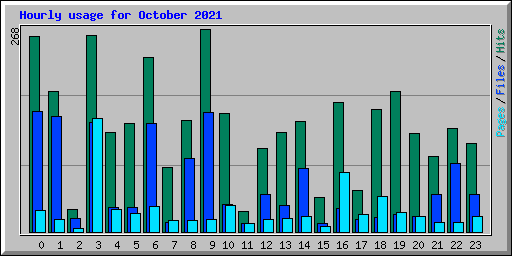 Hourly usage for October 2021
268
Pages/Files/Hits
0 1 2 3 4 5 6 7 8 9 10 11 12 13 14 15 16 17 18 19 20 21 22 23